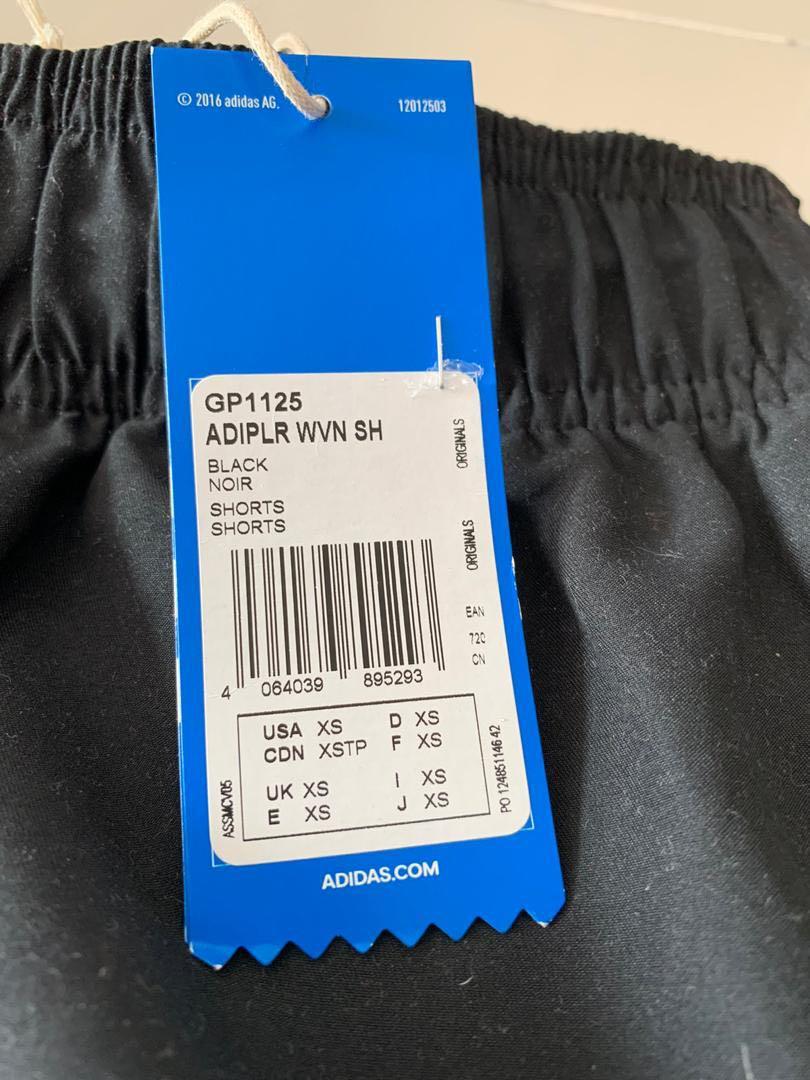 © 2016 adidas AG.
12012503
GP1125
ADIPLR WVN SH
BLACK
NOIR
SHORTS
SHORTS
ORIGINALS
ORIGINALS
EAN
720
CN
4 064039 895293
USA XS D XS
CDN XSTP F XS
UK XS I XS
E XS J XS
ASSMCV05
PO 1248511464 2
ADIDAS.COM